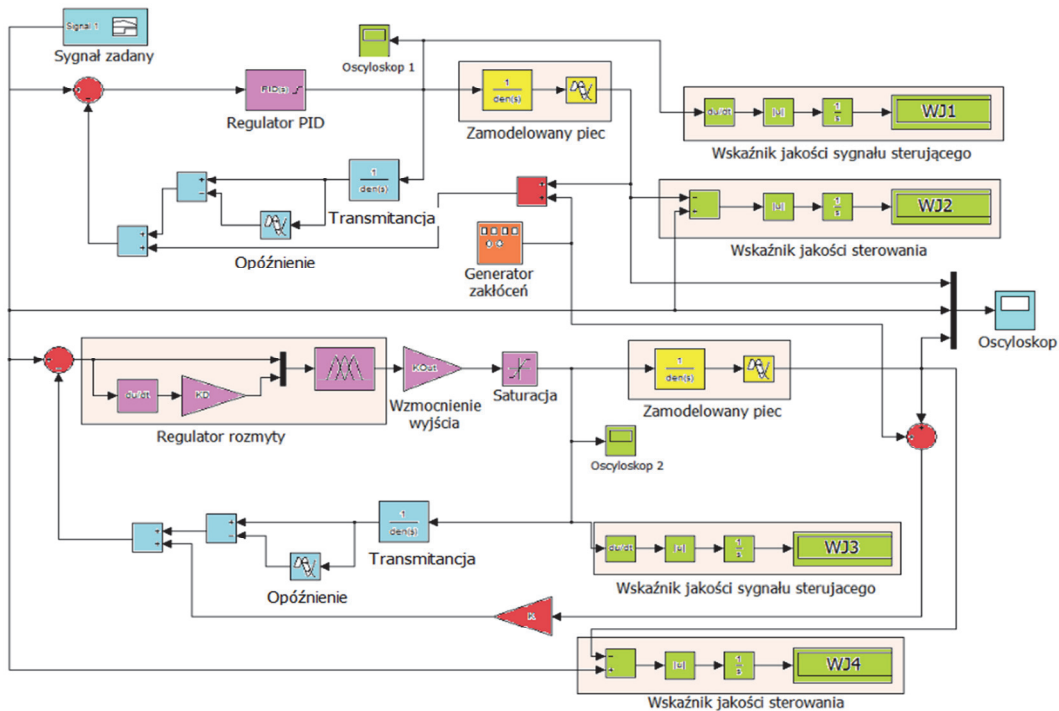 Signal 1
Sygnał zadany
Oscyloskop 1
PID(s)
Regulator PID
1
den(s)
Zamodelowany piec
du/dt
|u|
1
s
WJ1
Wskaźnik jakości sygnału sterującego
1
den(s)
Transmitancja
Opóźnienie
Generator
zakłóceń
|u|
1
s
WJ2
Wskaźnik jakości sterowania
Oscyloskop
du/dt
KD
Regulator rozmyty
KOut
Wzmocnienie
wyjścia
Saturacja
1
den(s)
Zamodelowany piec
Oscyloskop 2
1
den(s)
Transmitancja
Opóźnienie
du/dt
|u|
1
s
WJ3
Wskaźnik jakości sygnału sterujacego
K
|u|
1
s
WJ4
Wskaźnik jakości sterowania